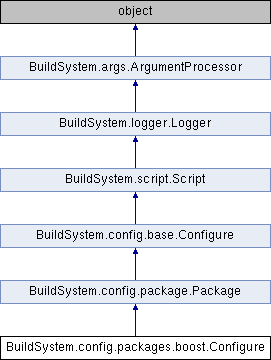 object
BuildSystem.args.ArgumentProcessor
BuildSystem.logger.Logger
BuildSystem.script.Script
BuildSystem.config.base.Configure
BuildSystem.config.package.Package
BuildSystem.config.packages.boost.Configure